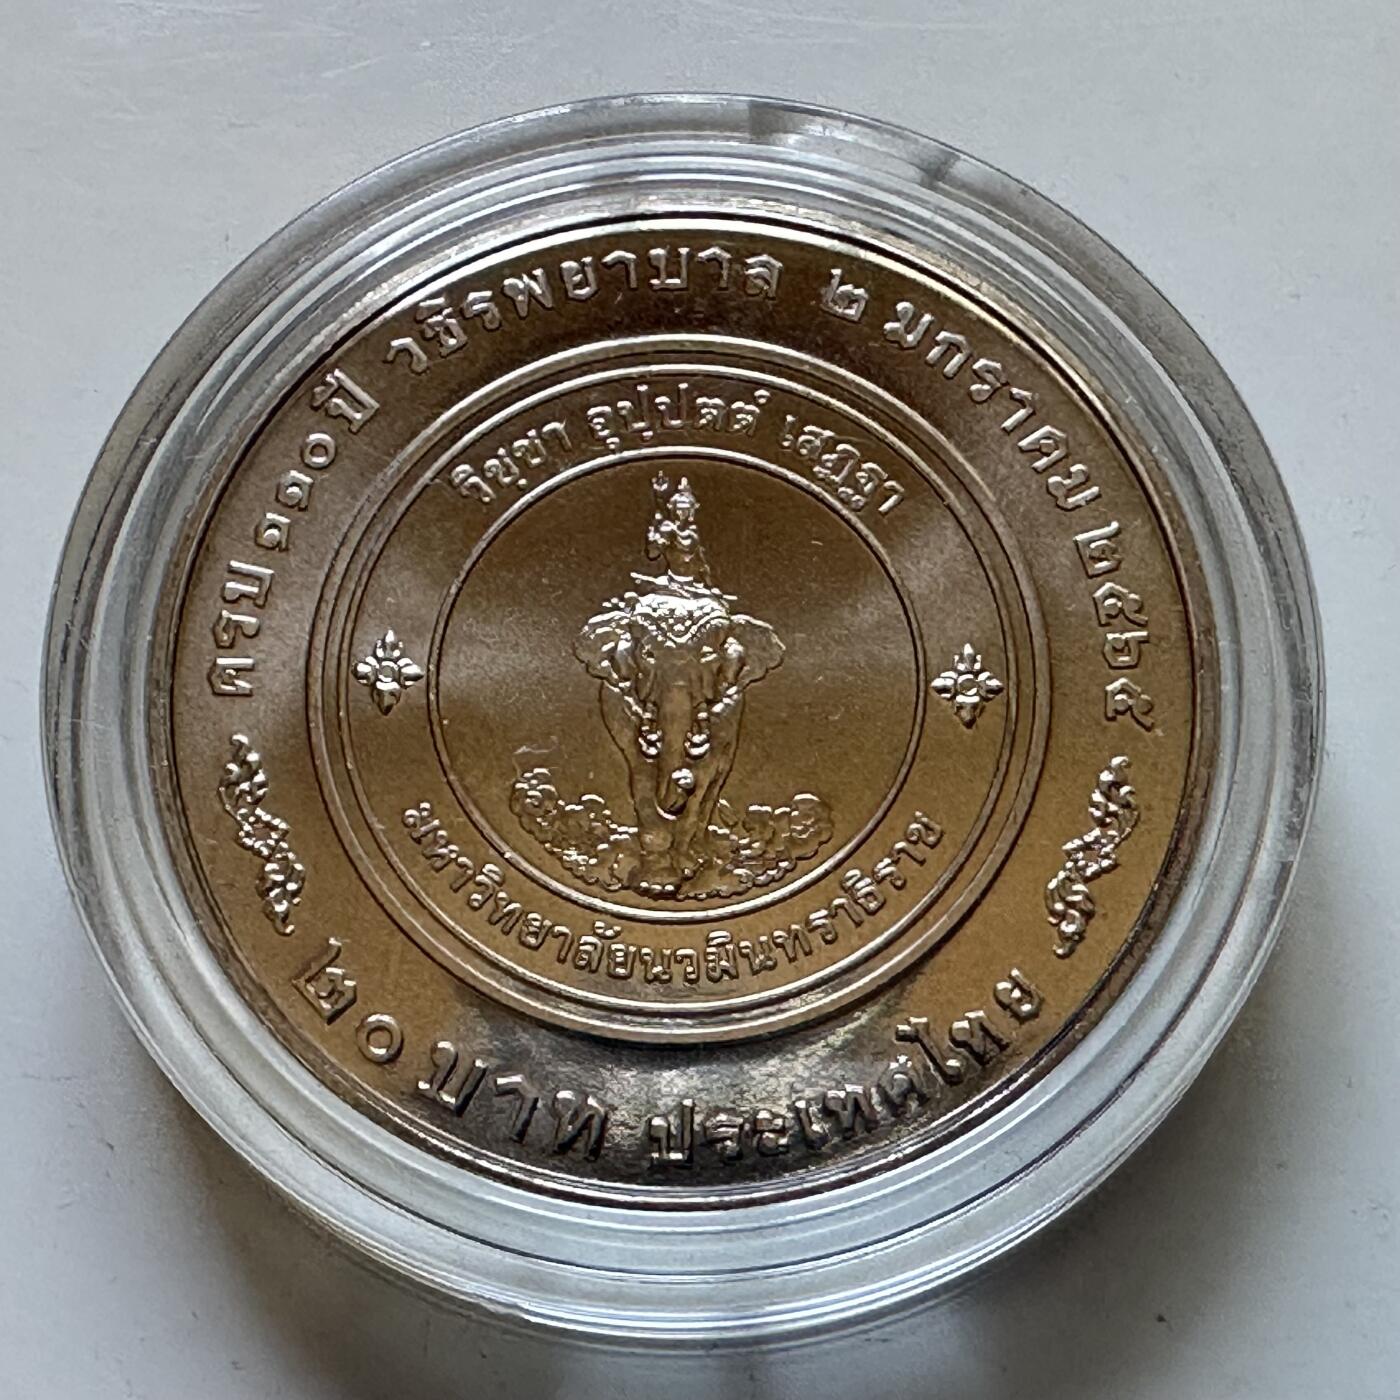 ครบ ๑๑๐ ปี วชิรพยาบาล ๒ มกราคม ๒๕๖๕
วิชฺชา อุปฺปตตํ เสฏฺฐา
มหาวิทยาลัยนวมินทราธิราช
๒๐ บาท ประเทศไทย